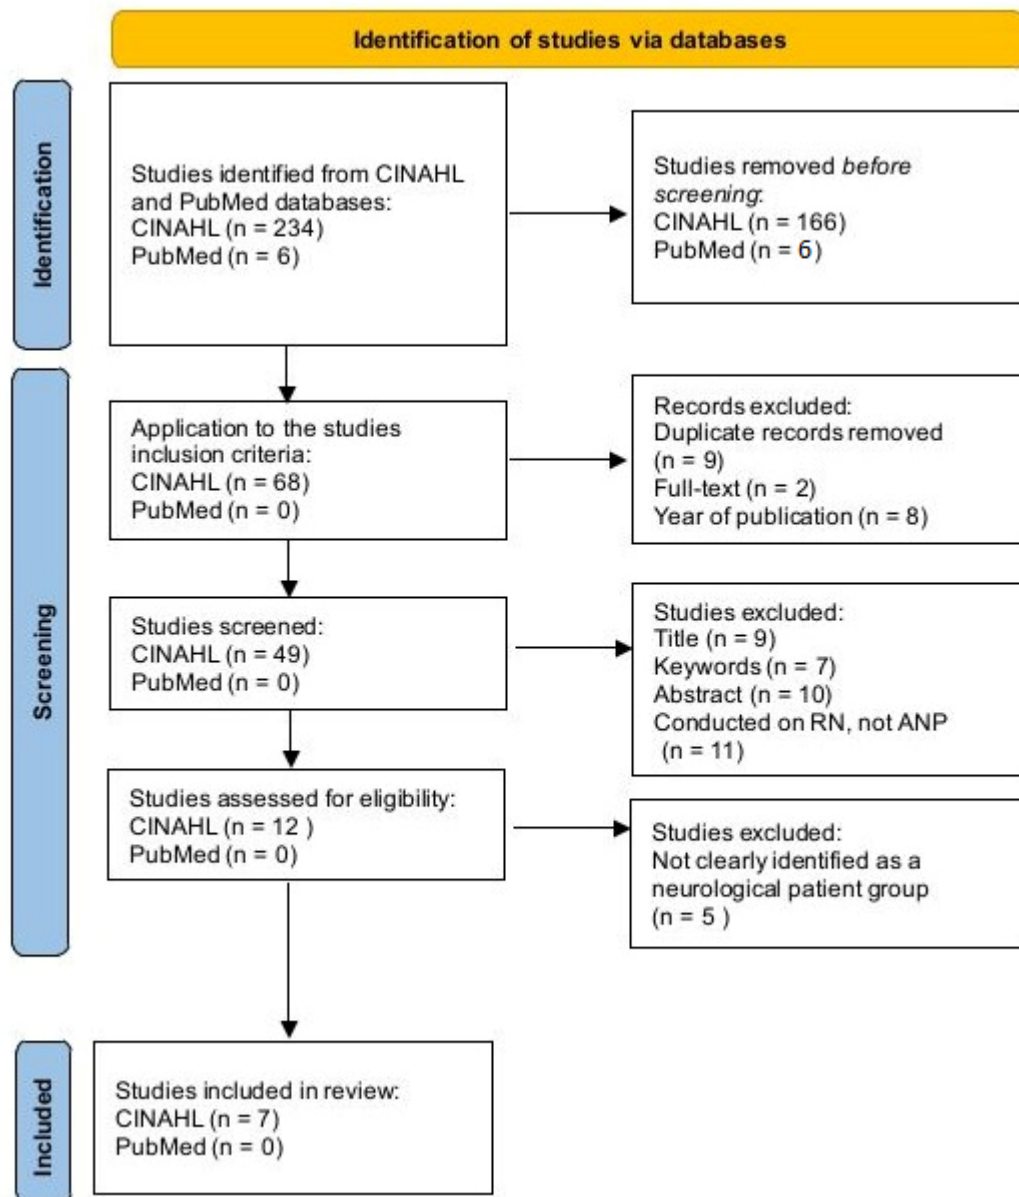 Identification of studies via databases
Identification
Studies identified from CINAHL
and PubMed databases:
CINAHL (n = 234)
PubMed (n = 6)
Studies removed before
screening:
CINAHL (n = 166)
PubMed (n = 6)
Screening
Application to the studies
inclusion criteria:
CINAHL (n = 68)
PubMed (n = 0)
Records excluded:
Duplicate records removed
(n = 9)
Full-text (n = 2)
Year of publication (n = 8)
Studies screened:
CINAHL (n = 49)
PubMed (n = 0)
Studies excluded:
Title (n = 9)
Keywords (n = 7)
Abstract (n = 10)
Conducted on RN, not ANP
(n = 11)
Studies assessed for eligibility:
CINAHL (n = 12 )
PubMed (n = 0)
Studies excluded:
Not clearly identified as a
neurological patient group
(n = 5 )
Included
Studies included in review:
CINAHL (n = 7)
PubMed (n = 0)